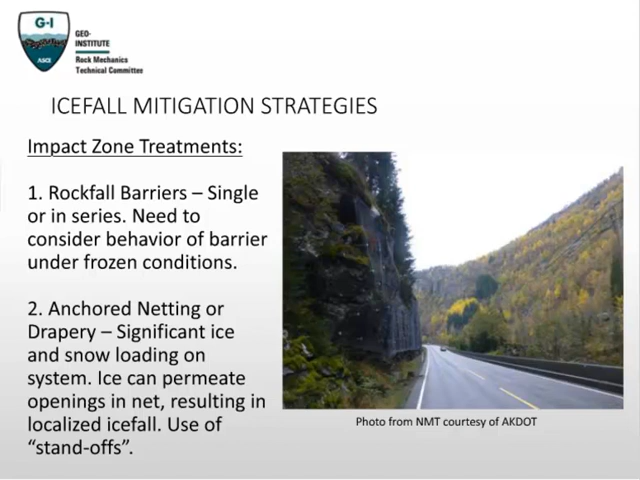 G-I
ASCE
GEO-
INSTITUTE
Rock Mechanics
Technical Committee
ICEFALL MITIGATION STRATEGIES
Impact Zone Treatments:
1. Rockfall Barriers – Single
or in series. Need to
consider behavior of barrier
under frozen conditions.
2. Anchored Netting or
Drapery – Significant ice
and snow loading on
system. Ice can permeate
openings in net, resulting in
localized icefall. Use of
“stand-offs”.
Photo from NMT courtesy of AKDOT